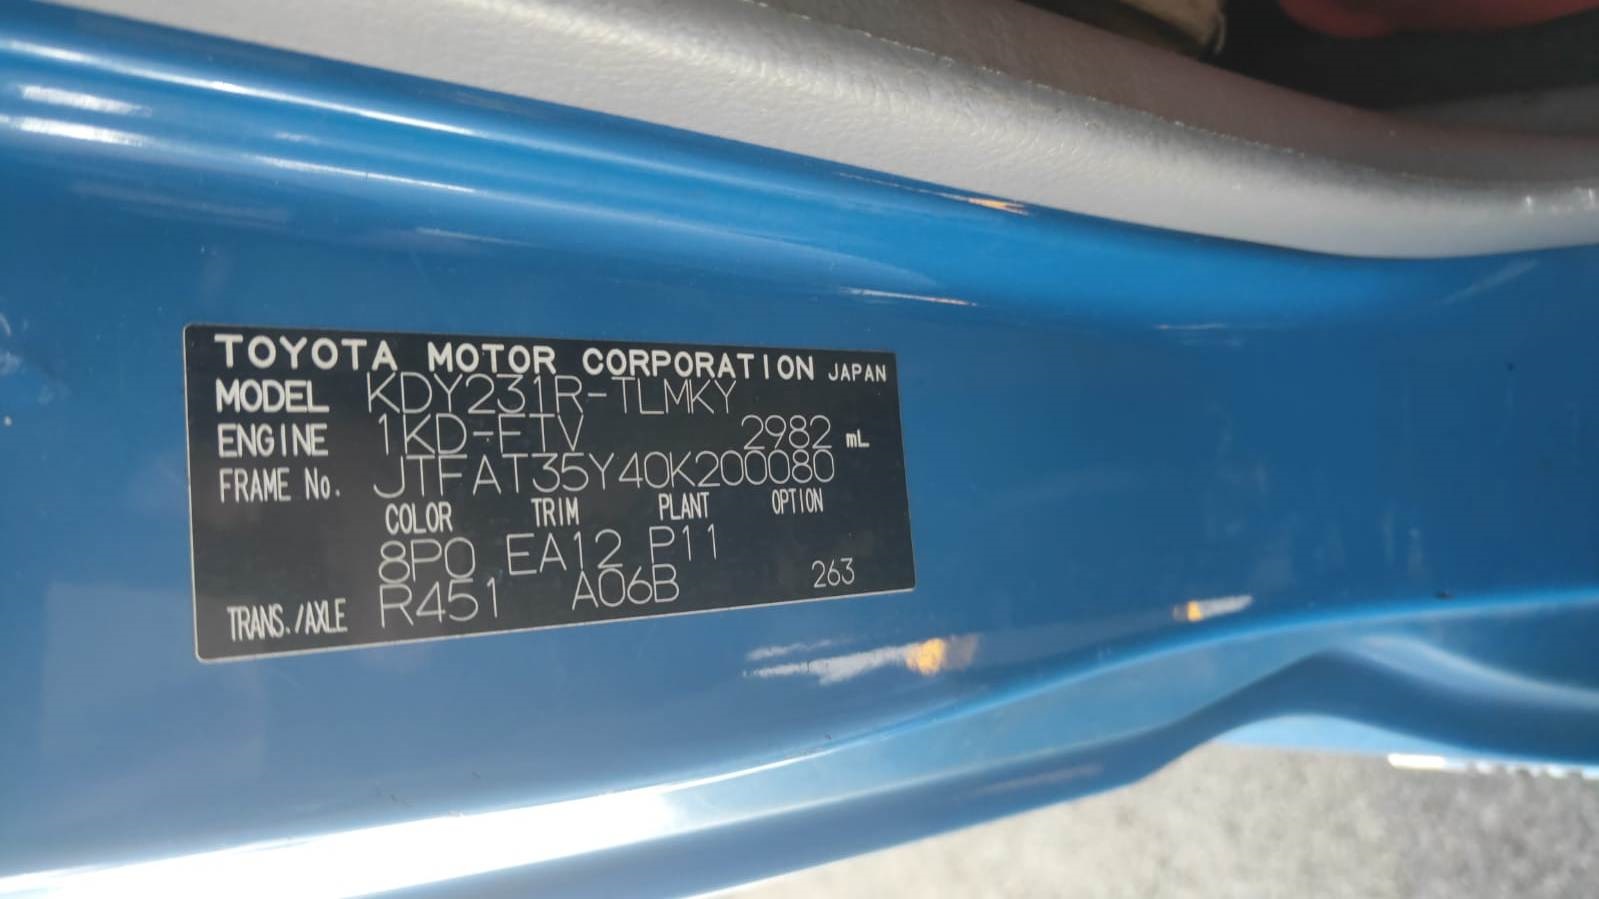 TOYOTA MOTOR CORPORATION JAPAN
MODEL KDY231R-TLMKY
ENGINE 1KD-FTV 2982 mL
FRAME No. JTFAT35Y40K200080
COLOR TRIM PLANT OPTION
8P0 EA12 P11
TRANS./AXLE R451 A06B 263